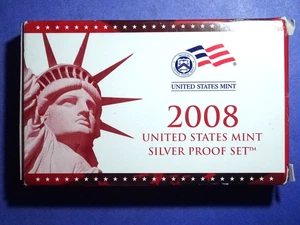 UNITED STATES MINT
2008
UNITED STATES MINT
SILVER PROOF SET™